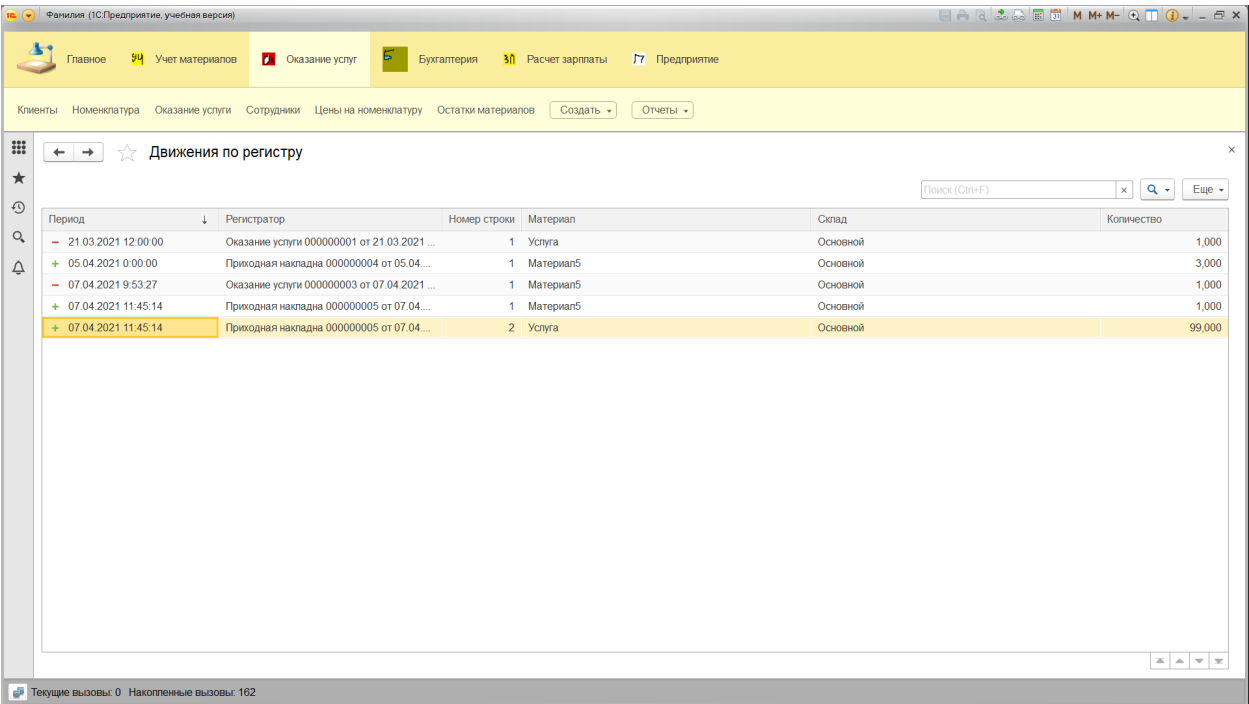 1С Фамилия (1С:Предприятие, учебная версия) 31 M M+ M-
Главное УЧ Учет материалов Оказание услуг Б Бухгалтерия ЗП Расчет зарплаты П Предприятие
Клиенты Номенклатура Оказание услуги Сотрудники Цены на номенклатуру Остатки материалов Создать Отчеты
Движения по регистру
Поиск (Ctrl+F) Еще
Период Регистратор Номер строки Материал Склад Количество
21.03.2021 12:00:00 Оказание услуги 000000001 от 21.03.2021 ... 1 Услуга Основной 1,000
05.04.2021 0:00:00 Приходная накладна 000000004 от 05.04.... 1 Материал5 Основной 3,000
07.04.2021 9:53:27 Оказание услуги 000000003 от 07.04.2021 ... 1 Материал5 Основной 1,000
07.04.2021 11:45:14 Приходная накладна 000000005 от 07.04.... 1 Материал5 Основной 1,000
07.04.2021 11:45:14 Приходная накладна 000000005 от 07.04.... 2 Услуга Основной 99,000
Текущие вызовы: 0 Накопленные вызовы: 162